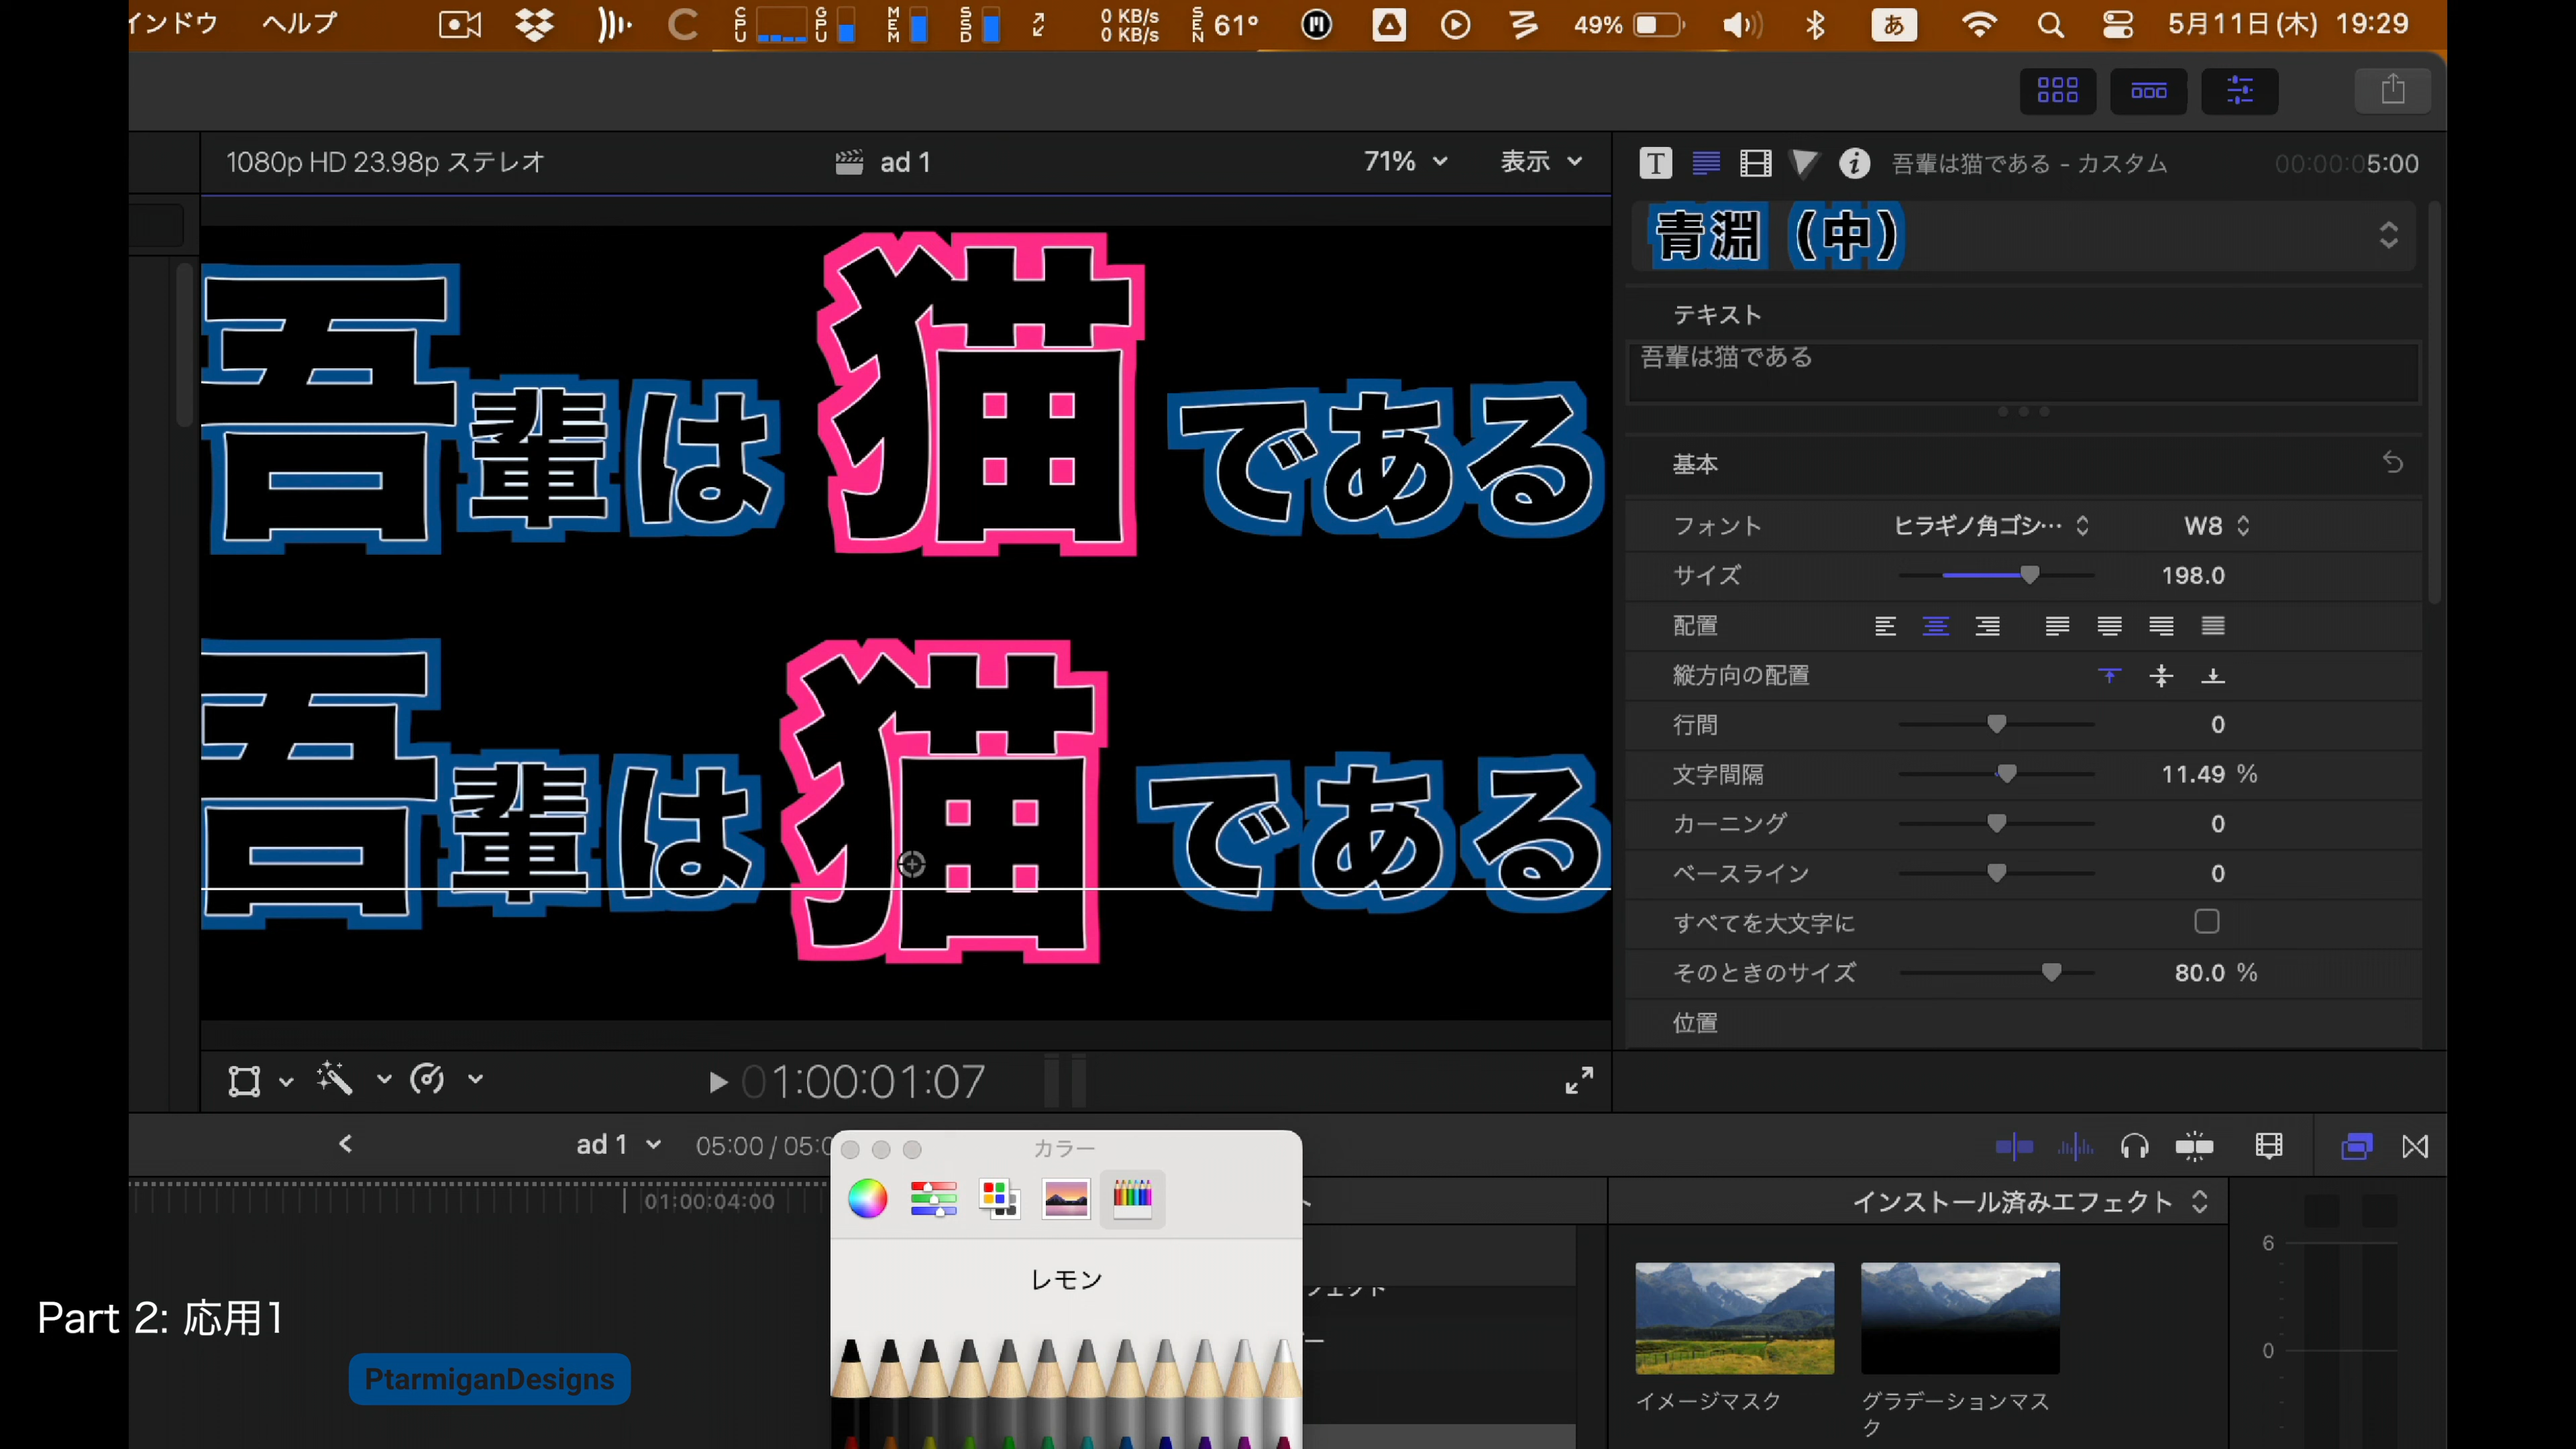 インドウ ヘルプ CPU GPU MEM SSD 0 KB/s 0 KB/s SEN 61° 49% あ 5月11日(木) 19:29
1080p HD 23.98p ステレオ ad 1 71% 表示 T i 吾輩は猫である - カスタム 00:00:05:00
青淵（中）
テキスト
吾輩は猫である
吾輩は猫である
基本
フォント ヒラギノ角ゴシ… W8
サイズ 198.0
配置
縦方向の配置
行間 0
文字間隔 11.49 %
カーニング 0
ベースライン 0
すべてを大文字に
そのときのサイズ 80.0 %
位置
吾輩は猫である
01:00:01:07
ad 1 05:00 / 05:0
カラー
01:00:04:00
インストール済みエフェクト
レモン
フェクト
6
0
イメージマスク
グラデーションマスク
Part 2: 応用1
PtarmiganDesigns